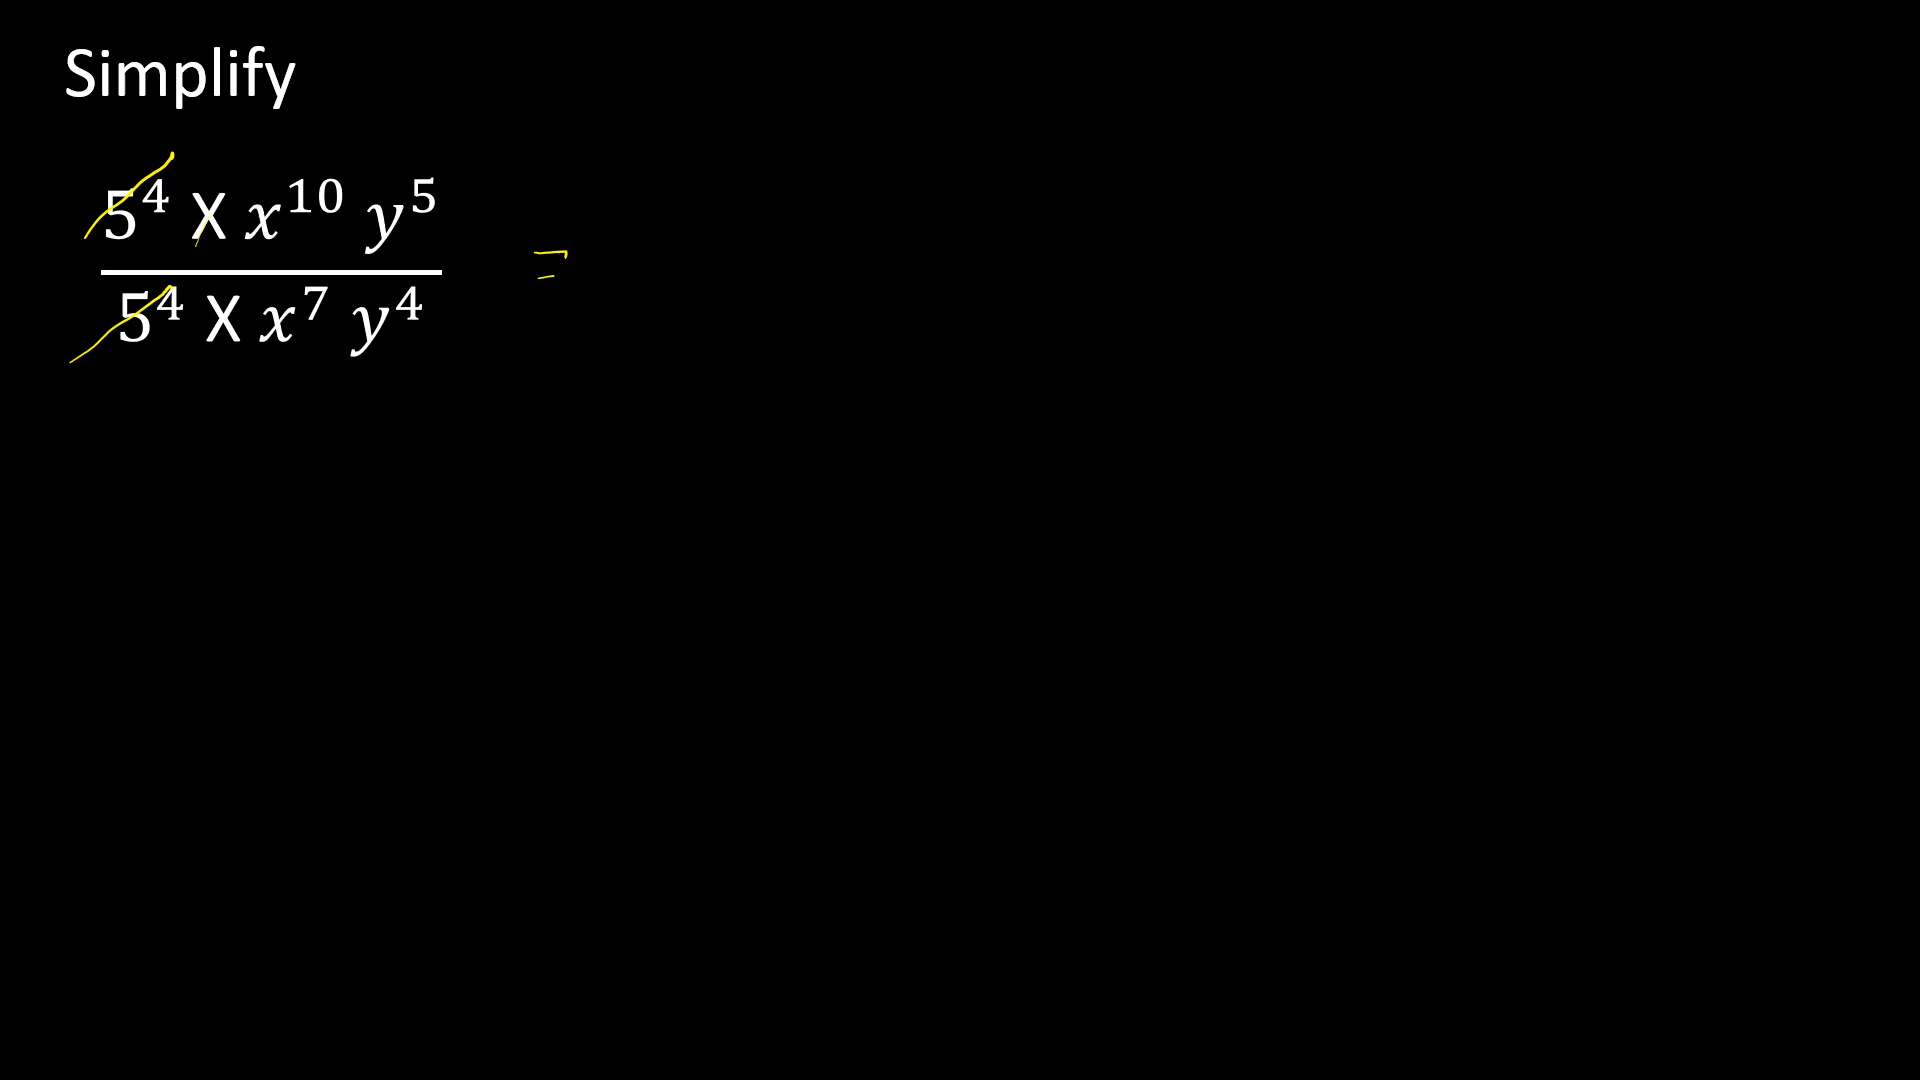 Simplify
5⁴ X x¹⁰ y⁵
=
5⁴ X x⁷ y⁴